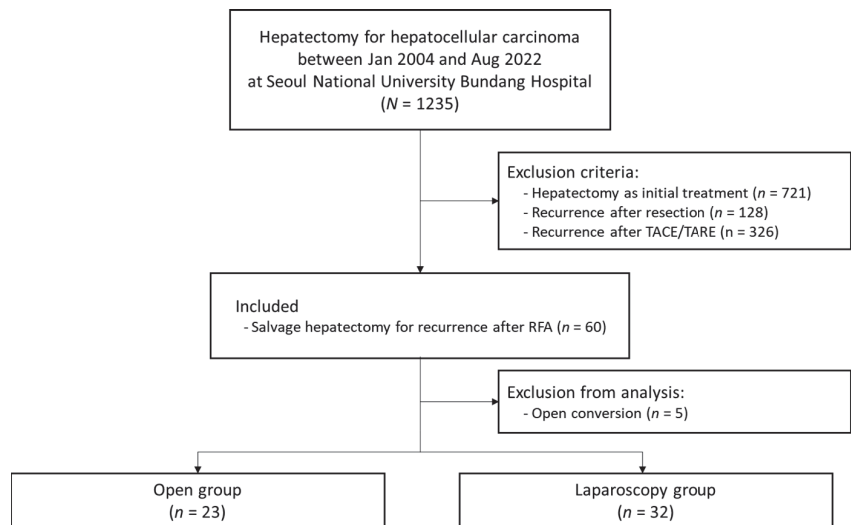 Hepatectomy for hepatocellular carcinoma
between Jan 2004 and Aug 2022
at Seoul National University Bundang Hospital
(N = 1235)
Exclusion criteria:
- Hepatectomy as initial treatment (n = 721)
- Recurrence after resection (n = 128)
- Recurrence after TACE/TARE (n = 326)
Included
- Salvage hepatectomy for recurrence after RFA (n = 60)
Exclusion from analysis:
- Open conversion (n = 5)
Open group
(n = 23)
Laparoscopy group
(n = 32)